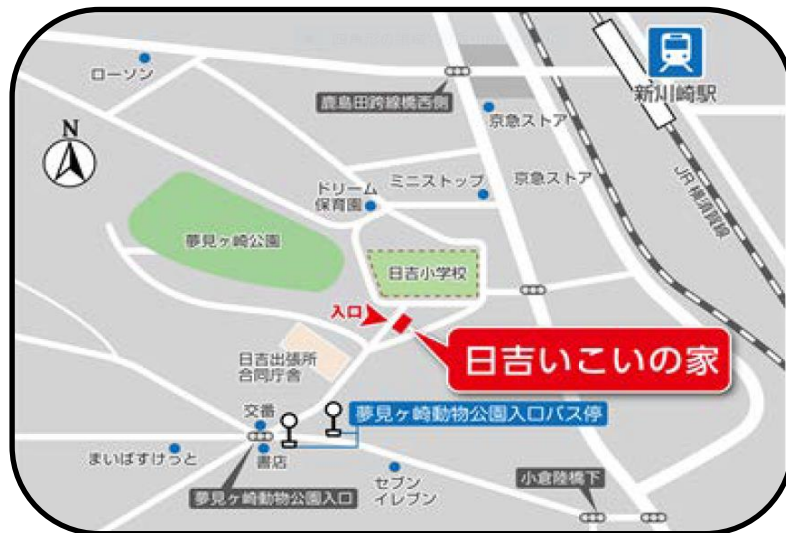 ローソン
新川崎駅
鹿島田跨線橋西側
京急ストア
N
ドリーム
保育園
ミニストップ
京急ストア
JR横須賀線
夢見ヶ崎公園
日吉小学校
入口
日吉いこいの家
日吉出張所
合同庁舎
交番
夢見ヶ崎動物公園入口バス停
まいばすけっと
書店
セブン
イレブン
小倉陸橋下
夢見ヶ崎動物公園入口